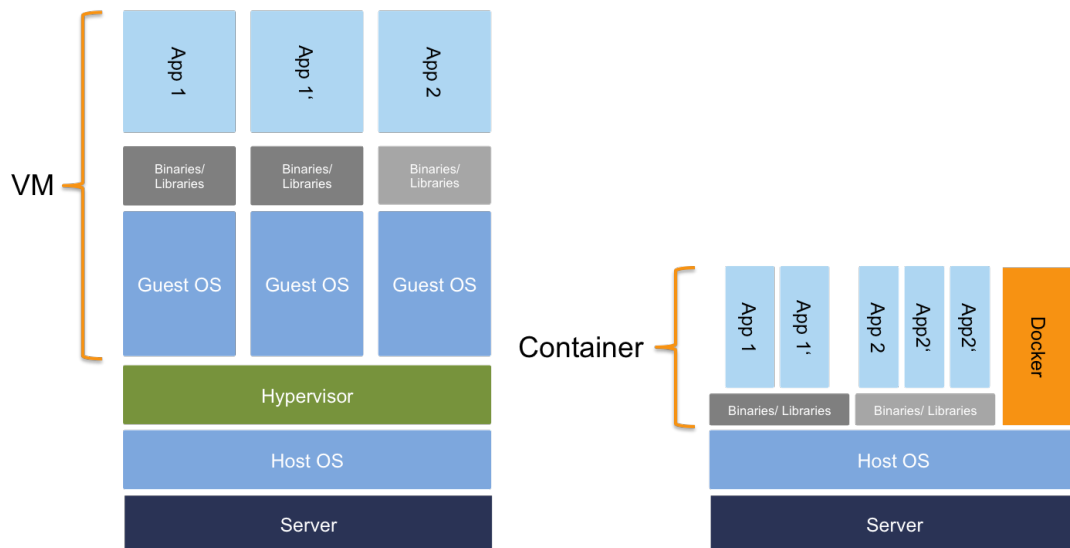 VM
App 1
App 1‘
App 2
Binaries/
Libraries
Binaries/
Libraries
Binaries/
Libraries
Guest OS
Guest OS
Guest OS
Hypervisor
Host OS
Server
Container
App 1
App 1‘
App 2
App2‘
App2‘
Docker
Binaries/ Libraries
Binaries/ Libraries
Host OS
Server